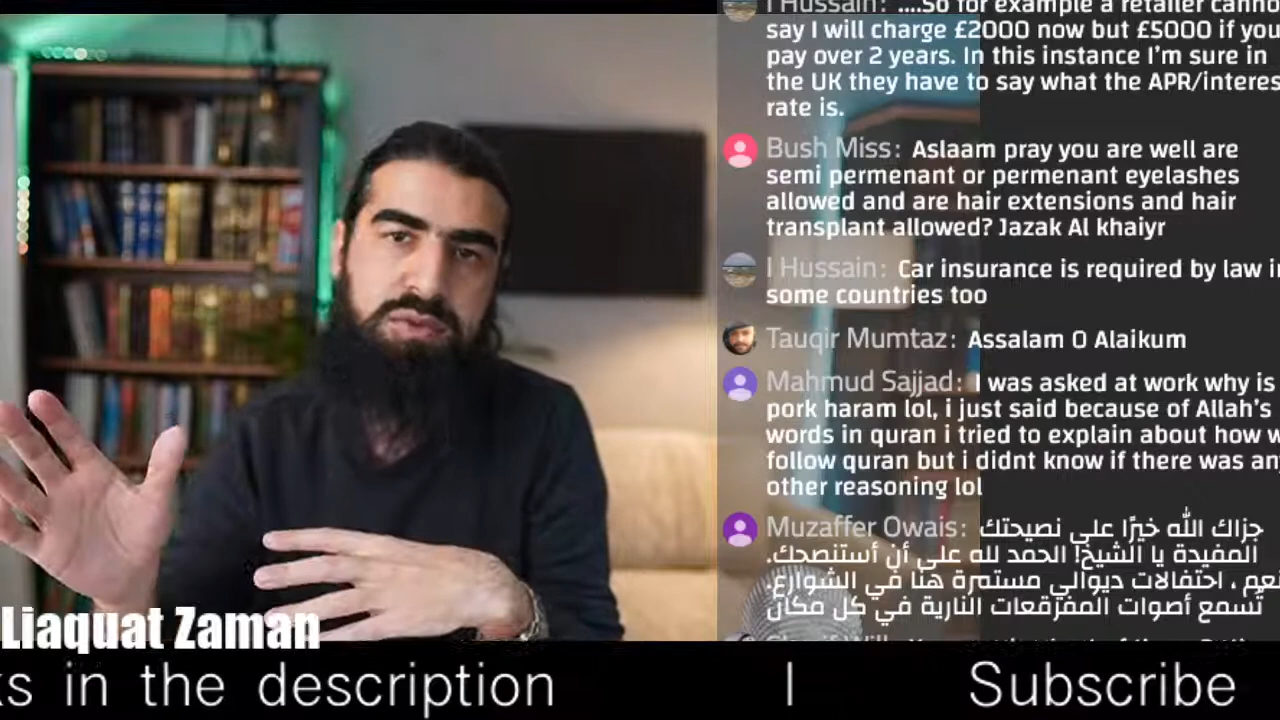 I Hussain: ....So for example a retailer
say I will charge £2000 now but £5000 if you
pay over 2 years. In this instance I'm sure in
the UK they have to say what the
rate is.
Bush Miss: Aslaam pray you are well are
semi permenant or permenant eyelashes
allowed and are hair extensions and hair
transplant allowed? Jazak Al khaiyr
I Hussain: Car insurance is required by law
some countries too
Tauqir Mumtaz: Assalam O Alaikum
Mahmud Sajjad: I was asked at work why is
pork haram lol, i just said because of Allah's
words in quran i tried to explain about how
follow quran but i didnt know if there was
other reasoning lol
Muzaffer Owais: جزاك الله خيرًا على نصيحتك
المفيدة يا الشيخ! الحمد لله على أن أستنصحك.
نعم ، احتفالات ديوالي مستمرة هنا في الشوارع
تُسمع أصوات المفرقعات النارية في كل مكان
Liaquat Zaman
in the description | Subscribe